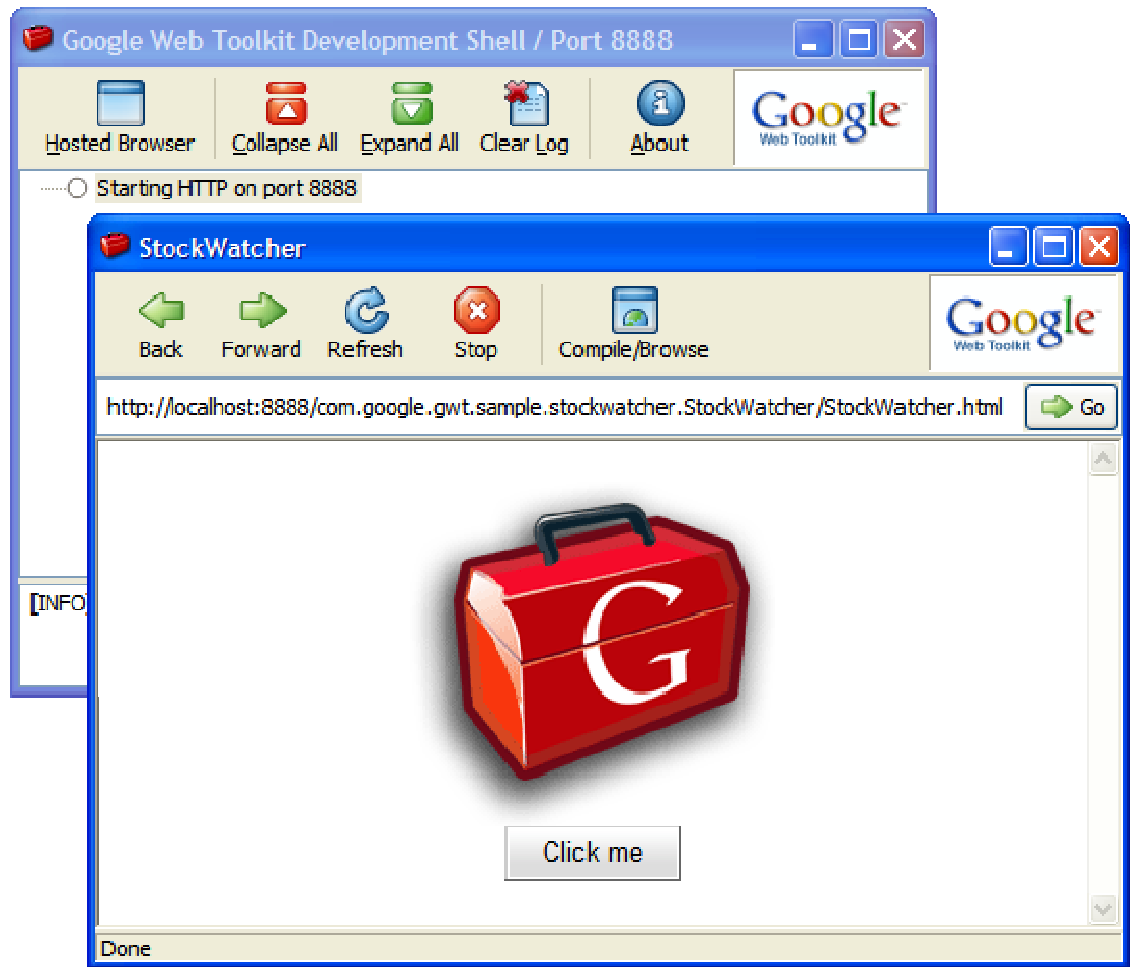 Google Web Toolkit Development Shell / Port 8888
Hosted Browser Collapse All Expand All Clear Log About
Google
Web Toolkit
Starting HTTP on port 8888
StockWatcher
Back Forward Refresh Stop Compile/Browse
Google
Web Toolkit
http://localhost:8888/com.google.gwt.sample.stockwatcher.StockWatcher/StockWatcher.html Go
[INFO]
G
Click me
Done